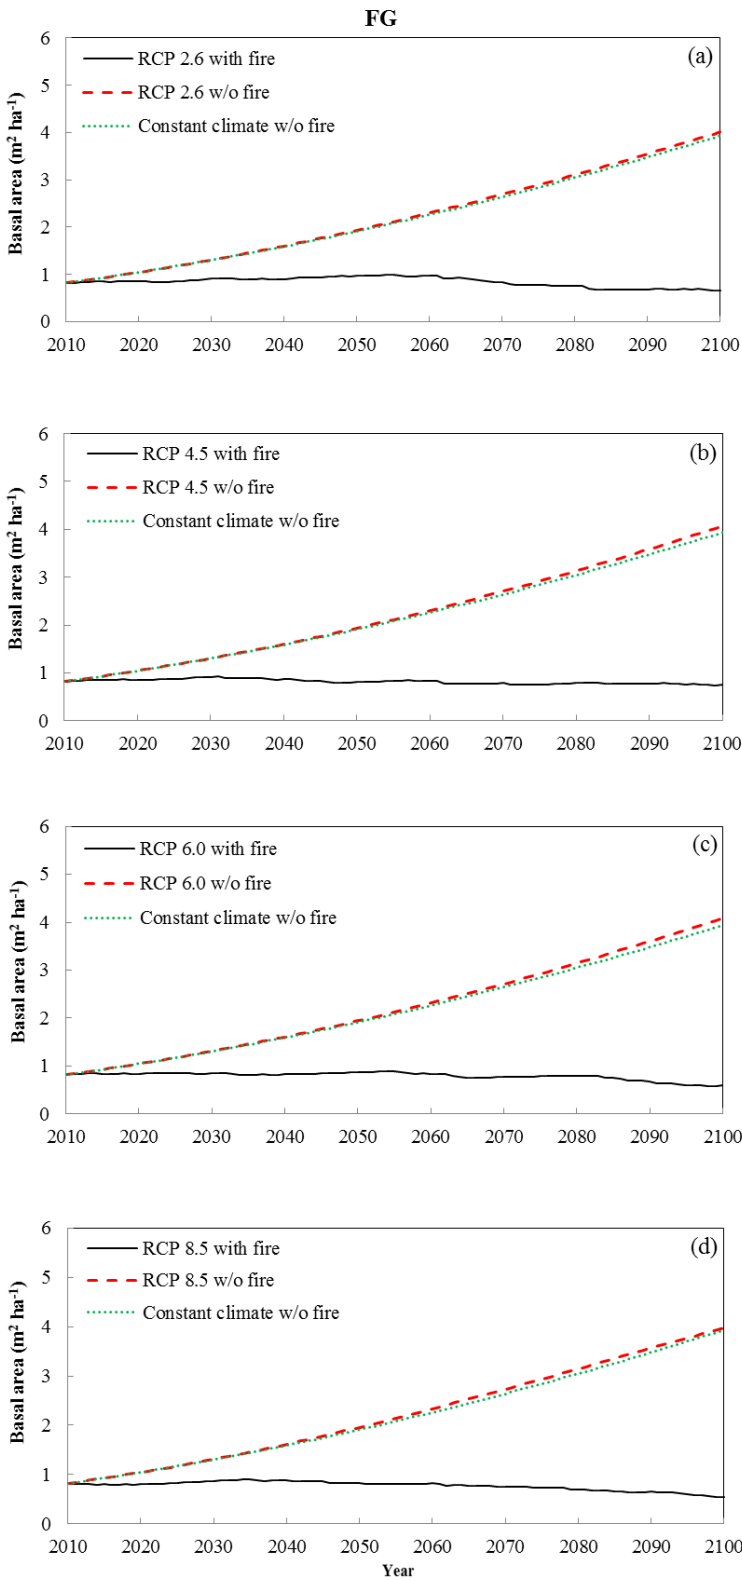 FG
(a)
RCP 2.6 with fire
RCP 2.6 w/o fire
Constant climate w/o fire
Basal area (m² ha⁻¹)
6
5
4
3
2
1
0
2010 2020 2030 2040 2050 2060 2070 2080 2090 2100
(b)
RCP 4.5 with fire
RCP 4.5 w/o fire
Constant climate w/o fire
Basal area (m² ha⁻¹)
6
5
4
3
2
1
0
2010 2020 2030 2040 2050 2060 2070 2080 2090 2100
(c)
RCP 6.0 with fire
RCP 6.0 w/o fire
Constant climate w/o fire
Basal area (m² ha⁻¹)
6
5
4
3
2
1
0
2010 2020 2030 2040 2050 2060 2070 2080 2090 2100
(d)
RCP 8.5 with fire
RCP 8.5 w/o fire
Constant climate w/o fire
Basal area (m² ha⁻¹)
6
5
4
3
2
1
0
2010 2020 2030 2040 2050 2060 2070 2080 2090 2100
Year